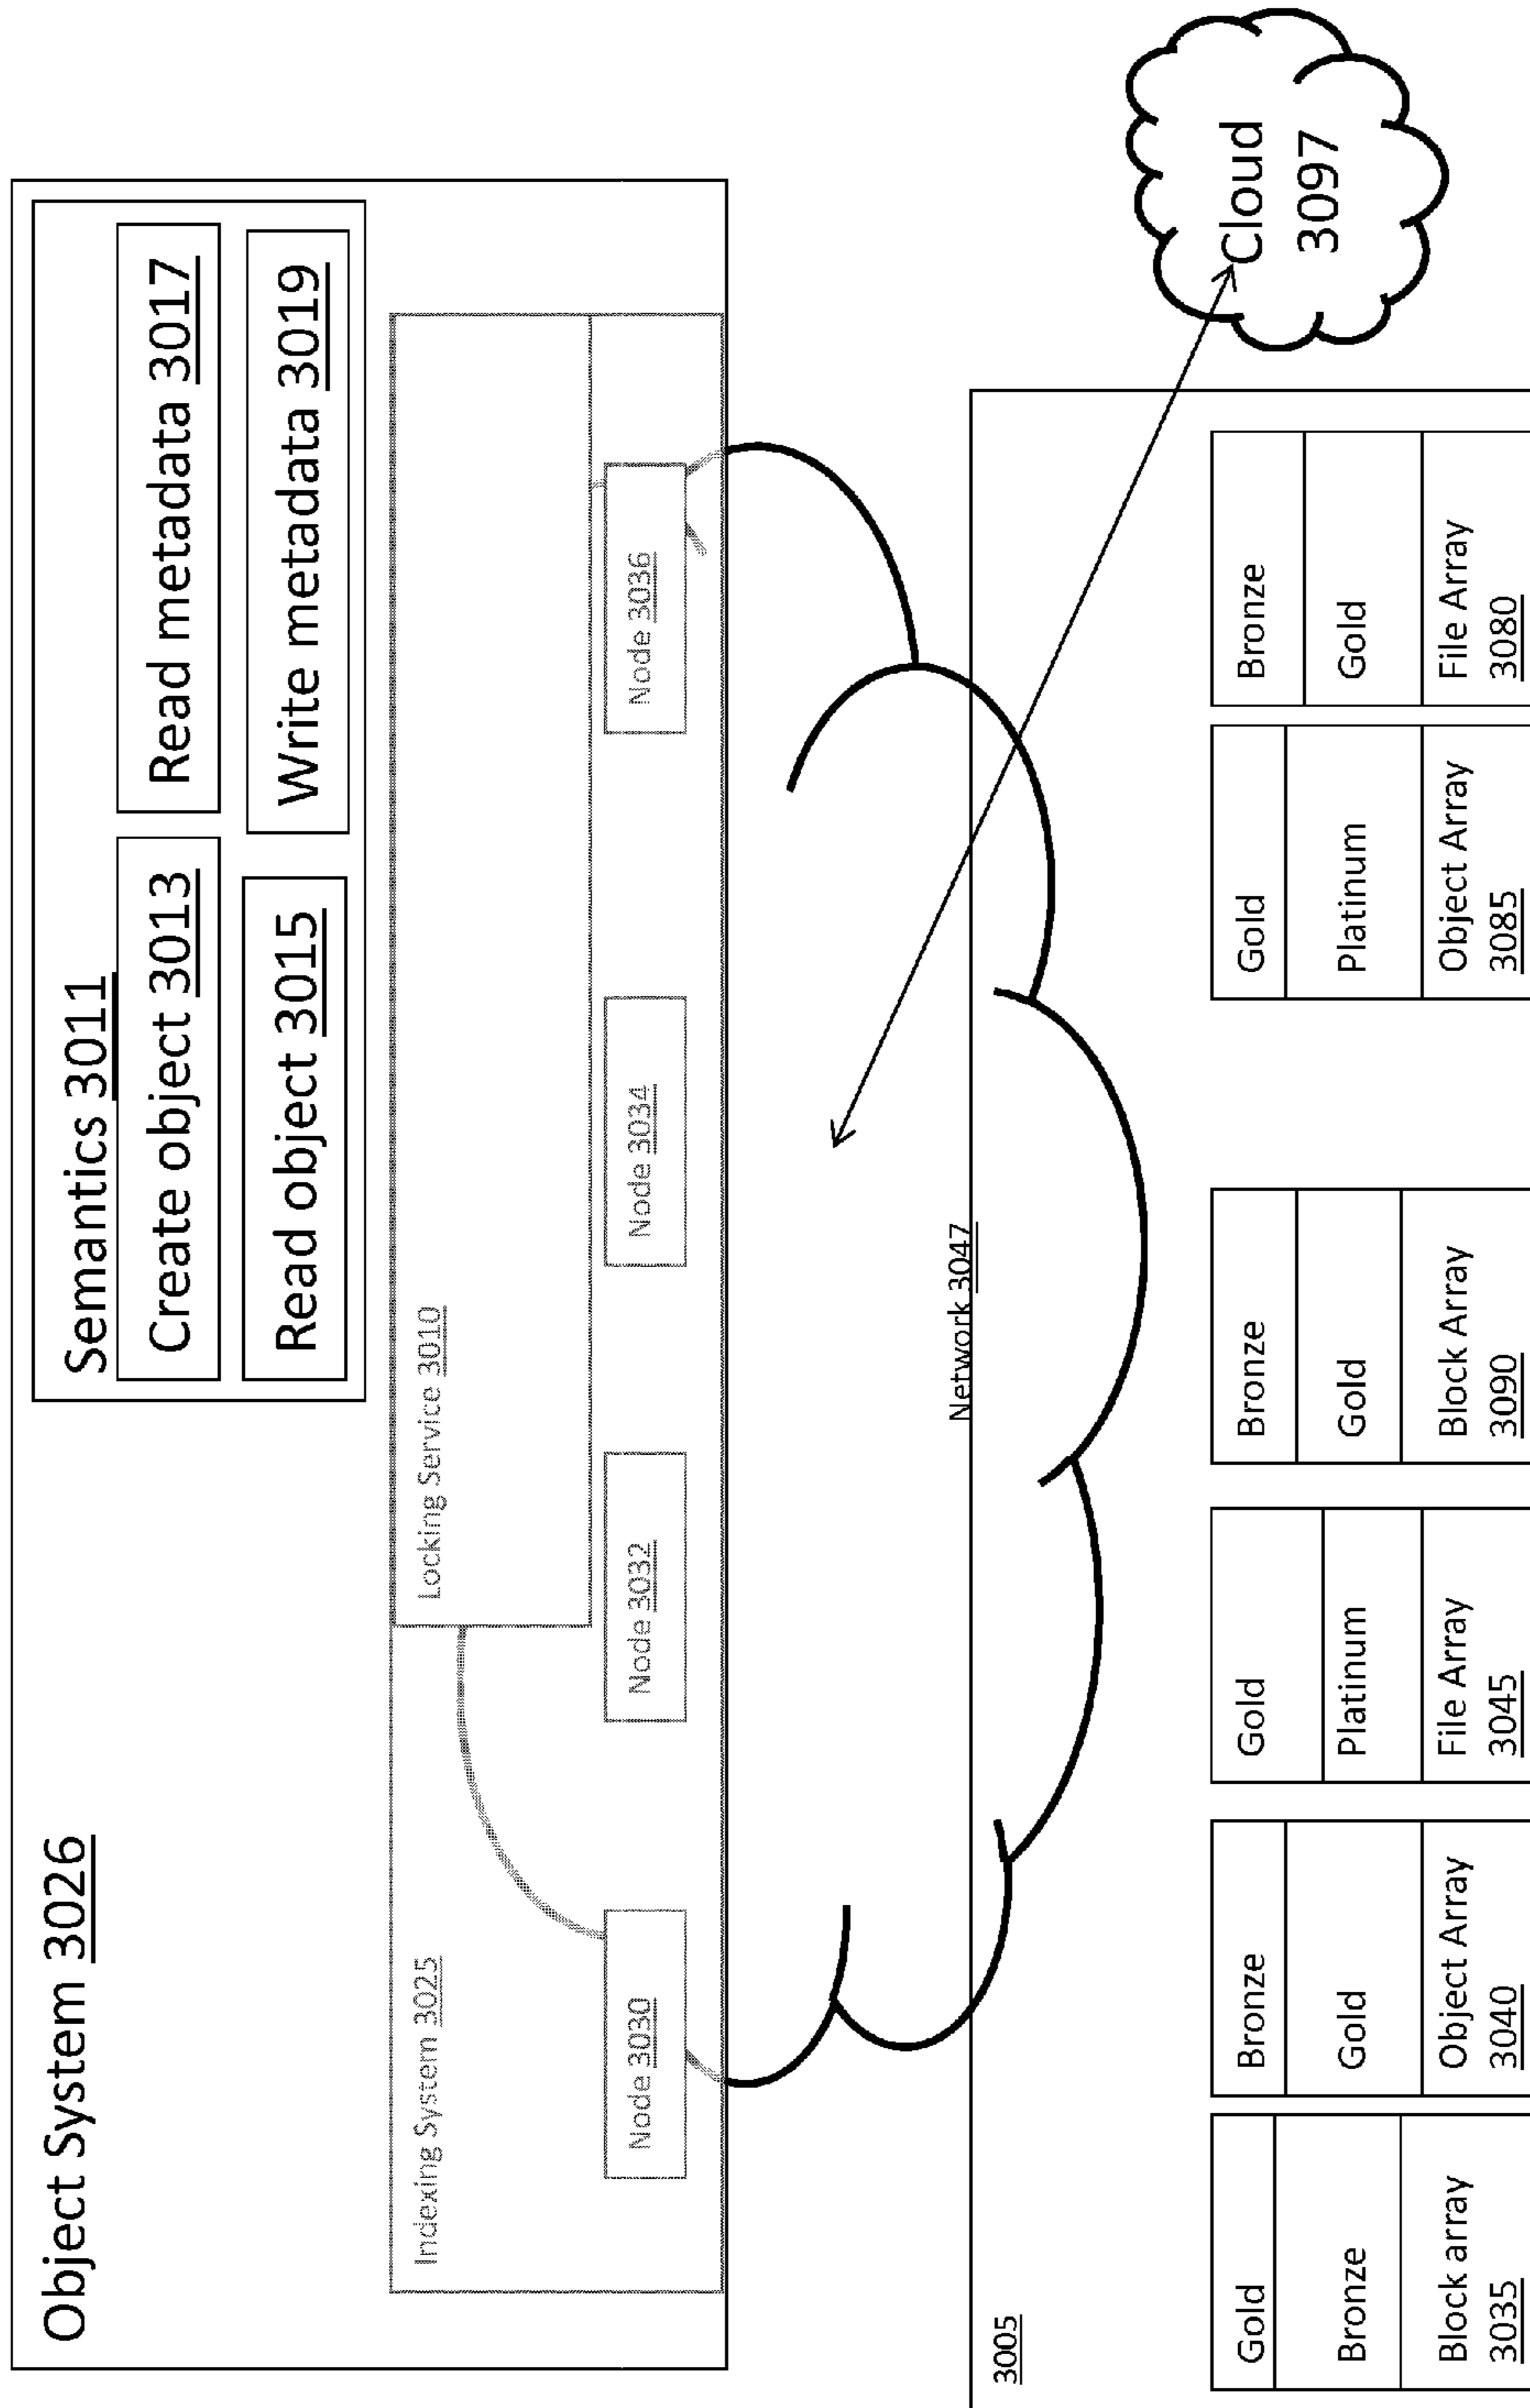 Object System 3026
Semantics 3011
Create object 3013
Read metadata 3017
Read object 3015
Write metadata 3019
Indexing System 3025
Locking Service 3010
Node 3030
Node 3032
Node 3034
Node 3036
Network 3047
Cloud
3097
3005
Gold
Bronze
Block array
3035
Bronze
Gold
Object Array
3040
Gold
Platinum
File Array
3045
Bronze
Gold
Block Array
3090
Gold
Platinum
Object Array
3085
Bronze
Gold
File Array
3080